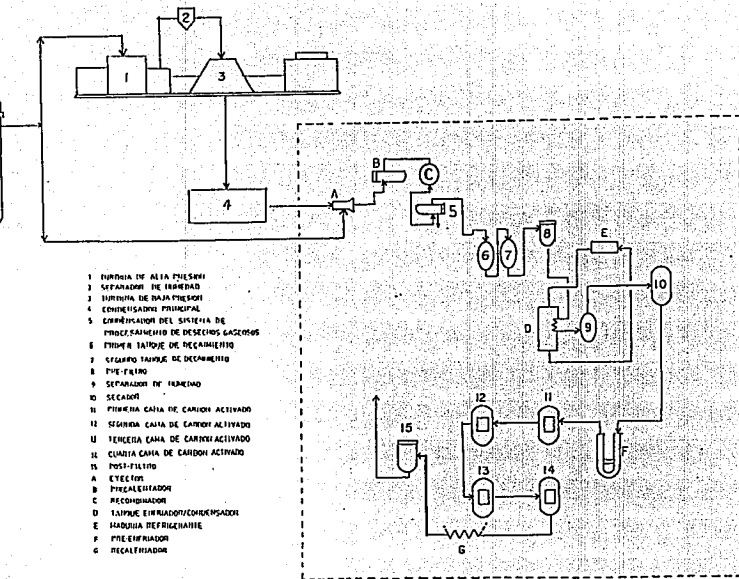 2
1
3
4
A
B
C
5
6
7
8
E
D
9
10
12
11
15
F
13
14
G
1 TURBINA DE ALTA PRESION
2 SEPARADOR DE HUMEDAD
3 TURBINA DE BAJA PRESION
4 CONDENSADOR PRINCIPAL
5 CONDENSADOR DEL SISTEMA DE
PROCESAMIENTO DE DESECHOS GASEOSOS
6 PRIMER TANQUE DE DECAIMIENTO
7 SEGUNDO TANQUE DE DECAIMIENTO
8 PRE-FILTRO
9 SEPARADOR DE HUMEDAD
10 SECADOR
11 PRIMERA CAMA DE CARBON ACTIVADO
12 SEGUNDA CAMA DE CARBON ACTIVADO
13 TERCERA CAMA DE CARBON ACTIVADO
14 CUARTA CAMA DE CARBON ACTIVADO
15 POST-FILTRO
A EYECTOR
B PRECALENTADOR
C RECOMBINADOR
D TANQUE ENFRIADOR/CONDENSADOR
E MAQUINA REFRIGERANTE
F PRE-ENFRIADOR
G RECALENTADOR